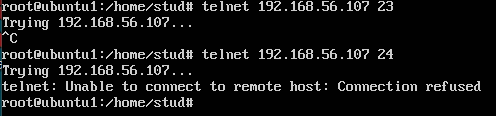 root@ubuntu1:/home/stud# telnet 192.168.56.107 23
Trying 192.168.56.107...
^C
root@ubuntu1:/home/stud# telnet 192.168.56.107 24
Trying 192.168.56.107...
telnet: Unable to connect to remote host: Connection refused
root@ubuntu1:/home/stud#